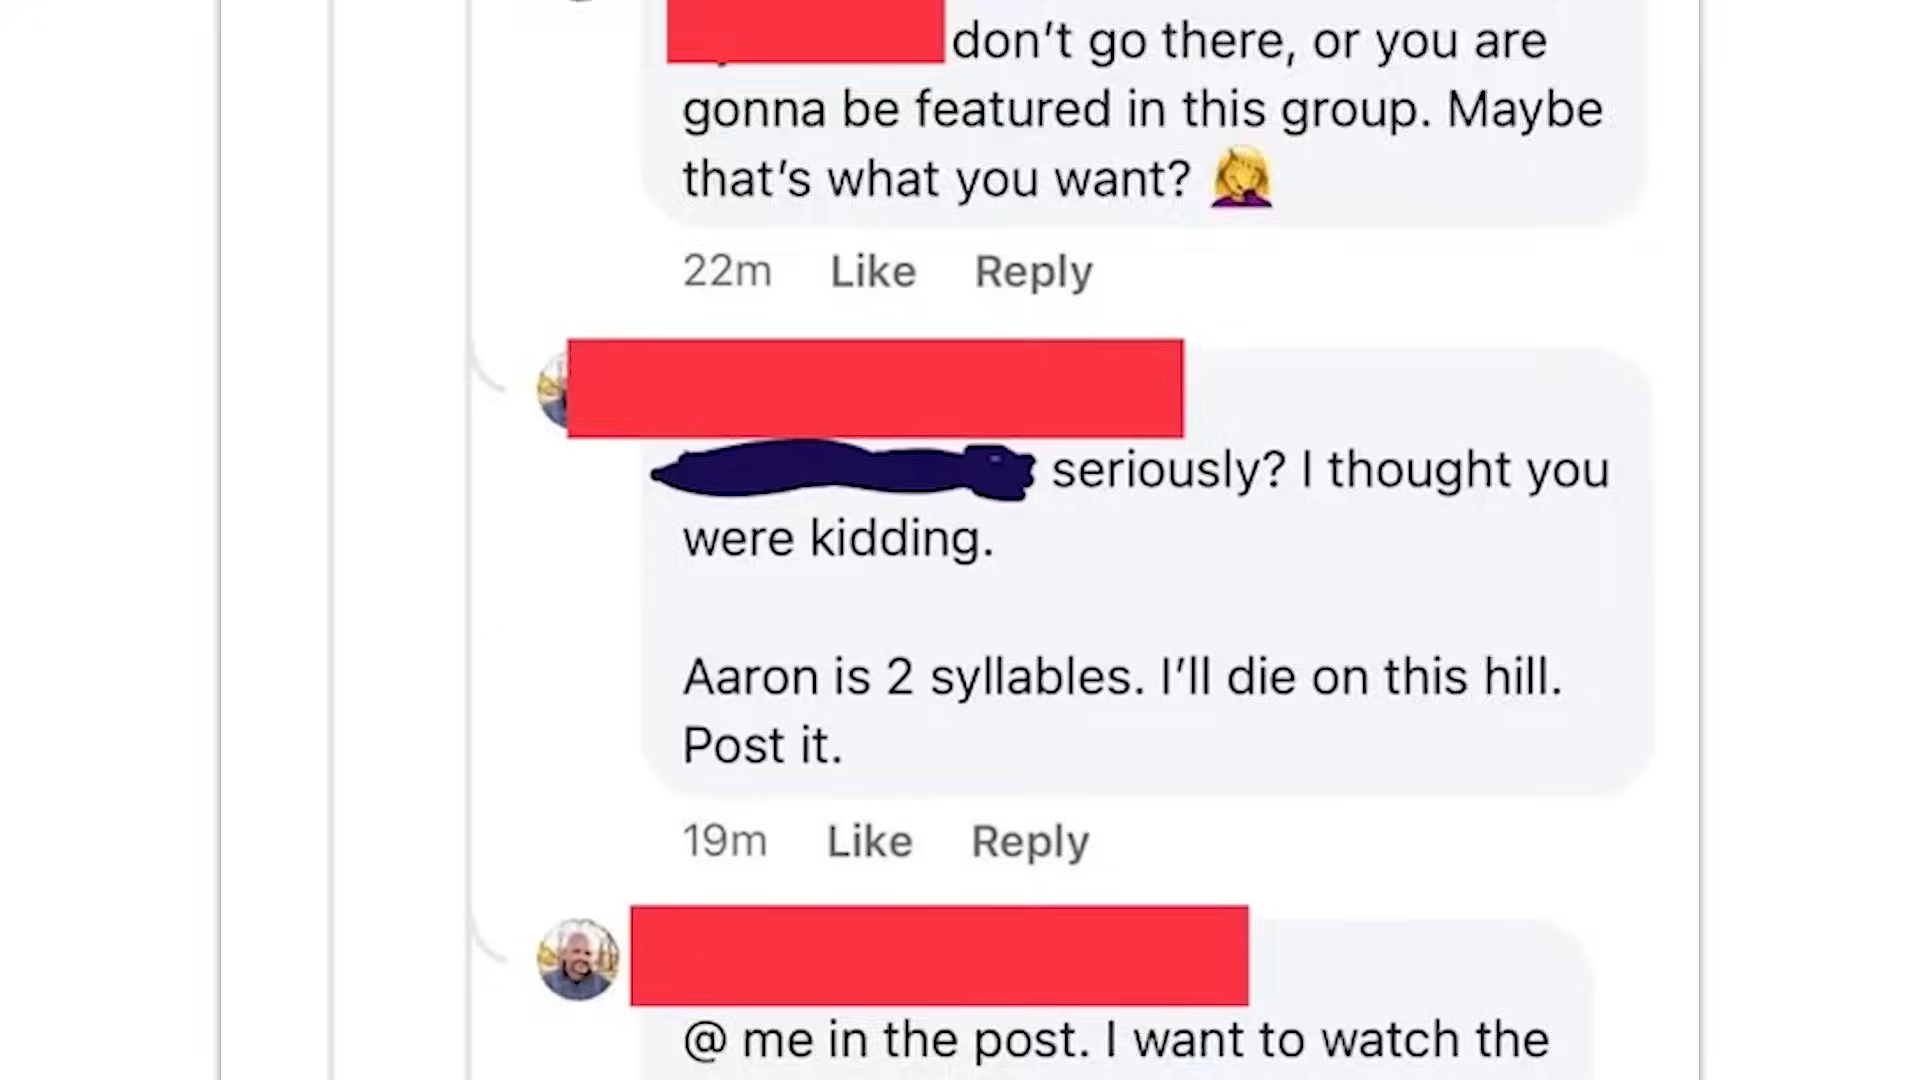 don’t go there, or you are
gonna be featured in this group. Maybe
that’s what you want? 🤦‍♀️
22m Like Reply
seriously? I thought you
were kidding.
Aaron is 2 syllables. I’ll die on this hill.
Post it.
19m Like Reply
@ me in the post. I want to watch the